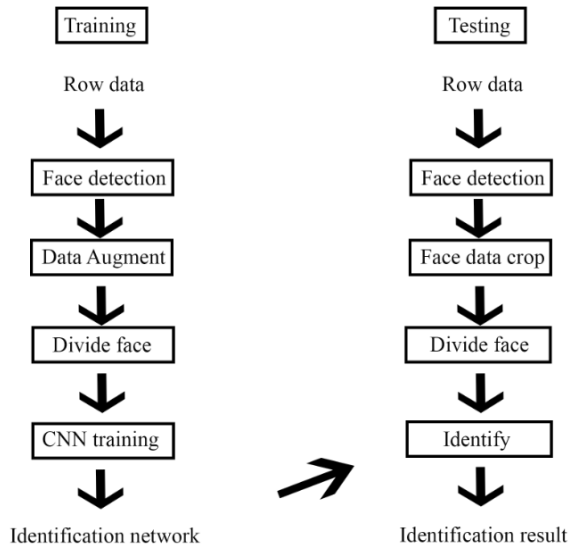 Training
Row data
Face detection
Data Augment
Divide face
CNN training
Identification network
Testing
Row data
Face detection
Face data crop
Divide face
Identify
Identification result